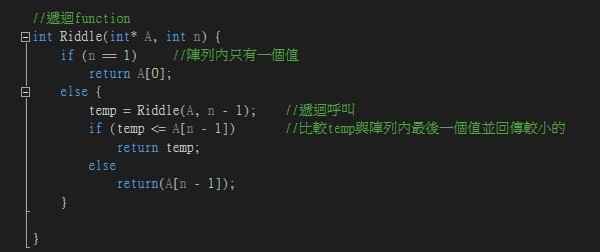 //遞迴function
int Riddle(int* A, int n) {
if (n == 1) //陣列內只有一個值
return A[0];
else {
temp = Riddle(A, n - 1); //遞迴呼叫
if (temp <= A[n - 1]) //比較temp與陣列內最後一個值並回傳較小的
return temp;
else
return(A[n - 1]);
}
}